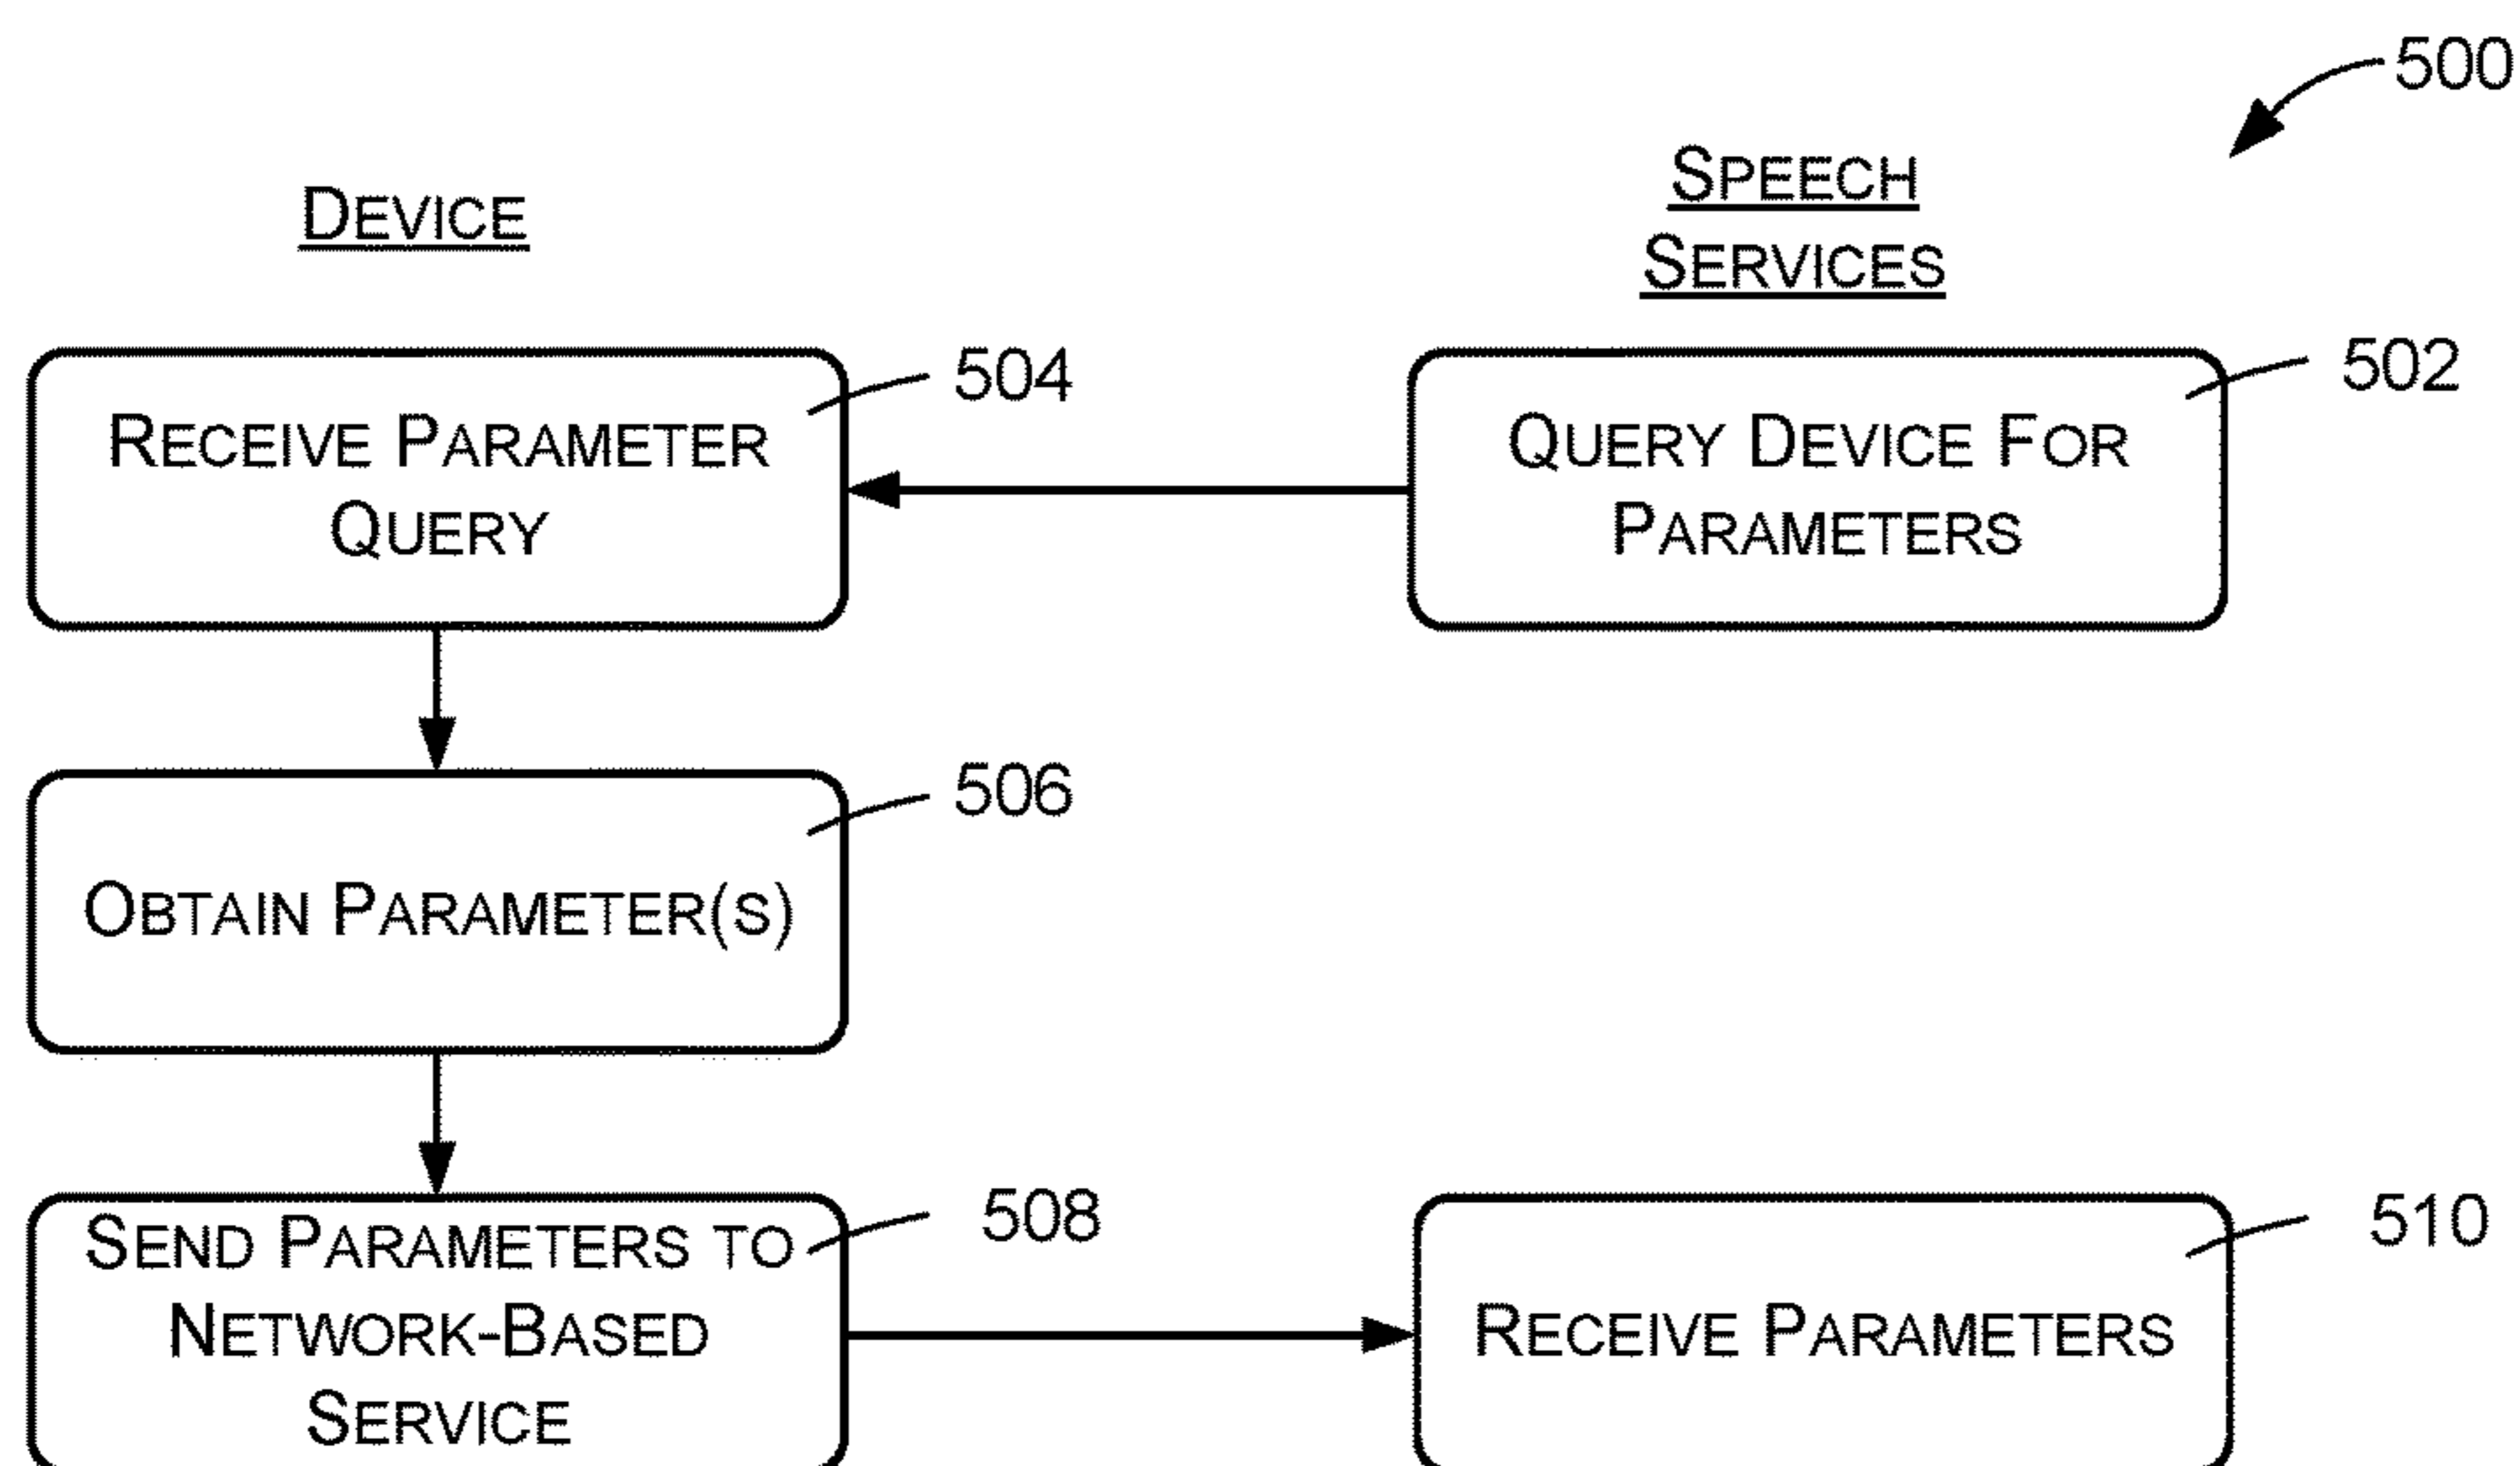 500
DEVICE
SPEECH
SERVICES
504
502
RECEIVE PARAMETER
QUERY
QUERY DEVICE FOR
PARAMETERS
506
OBTAIN PARAMETER(S)
508
510
SEND PARAMETERS TO
NETWORK-BASED
SERVICE
RECEIVE PARAMETERS